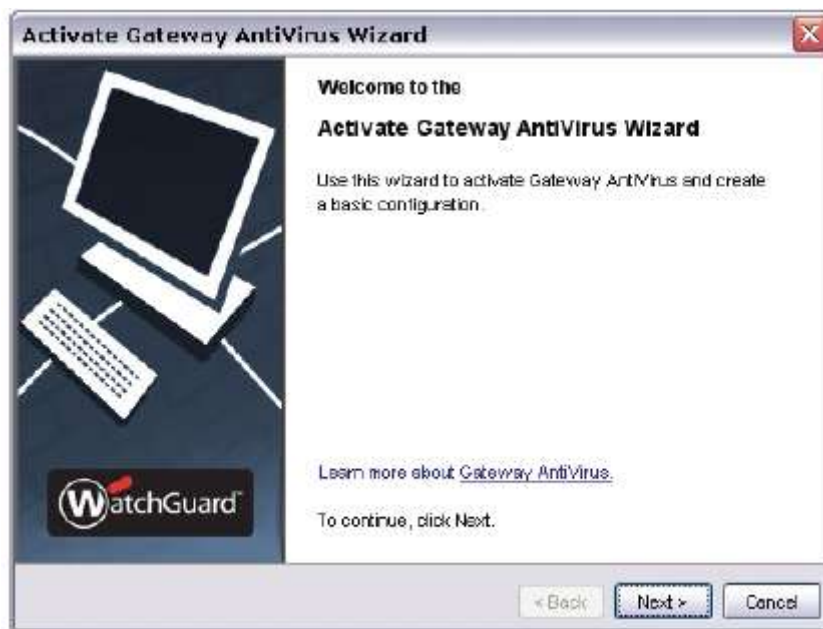 Activate Gateway AntiVirus Wizard
Welcome to the
Activate Gateway AntiVirus Wizard
Use this wizard to activate Gateway AntiVirus and create
a basic configuration.
WatchGuard
Learn more about Gateway AntiVirus.
To continue, click Next.
< Back
Next >
Cancel